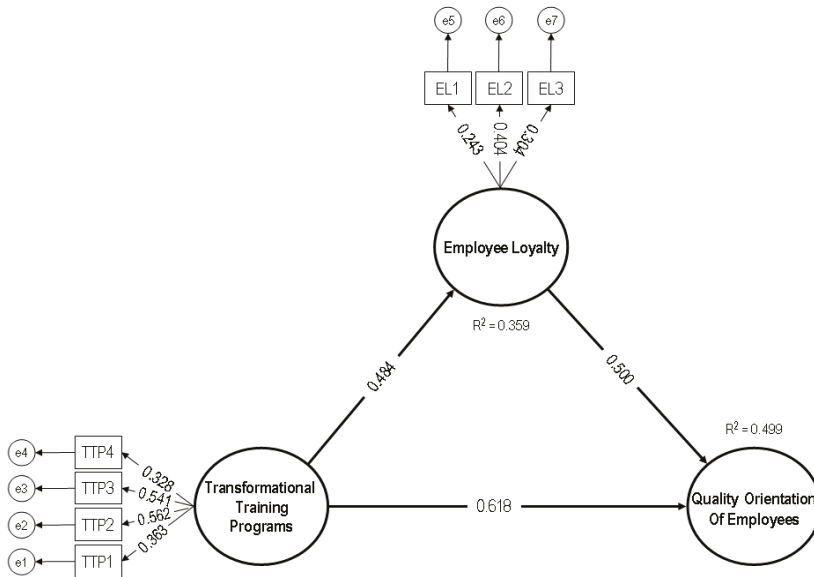 e5 e6 e7
EL1 EL2 EL3
0.243 0.404 0.304
Employee Loyalty
R² = 0.359
0.484
0.500
R² = 0.499
e4 TTP4 0.328
e3 TTP3 0.541
e2 TTP2 0.562
e1 TTP1 0.363
Transformational
Training
Programs
0.618
Quality Orientation
Of Employees